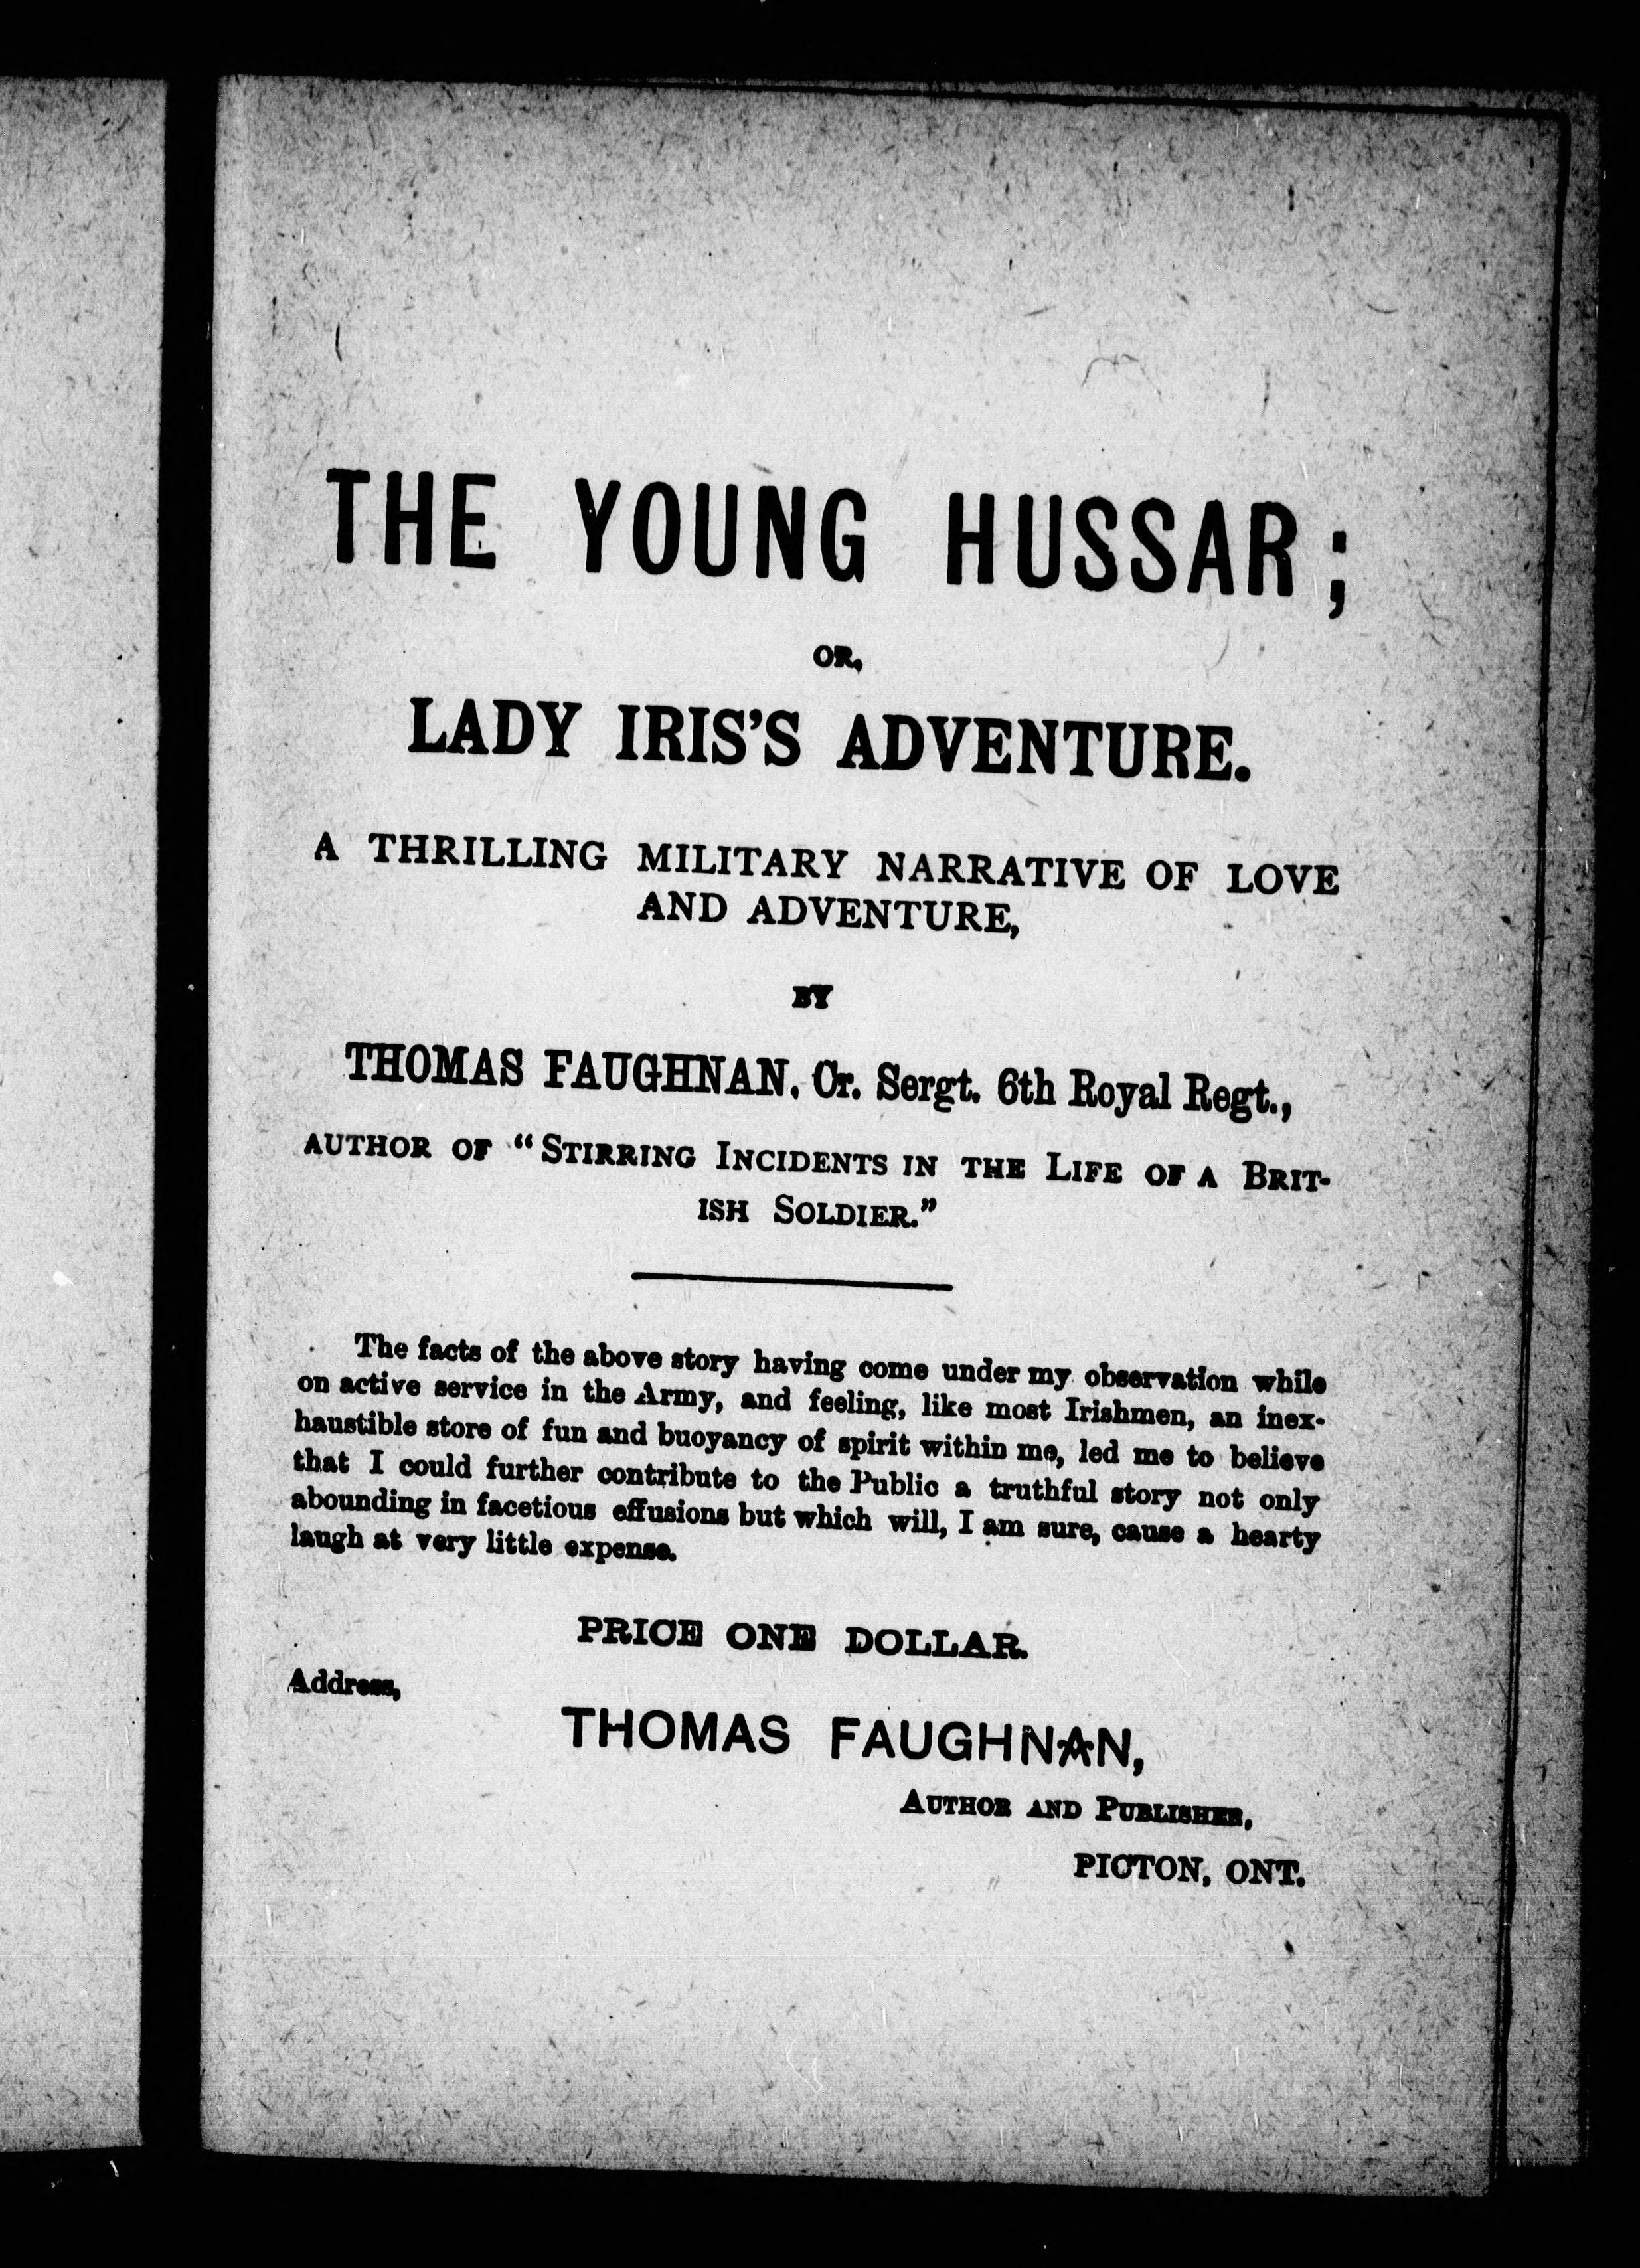 THE YOUNG HUSSAR;
OR,
LADY IRIS'S ADVENTURE.
A THRILLING MILITARY NARRATIVE OF LOVE
AND ADVENTURE,
BY
THOMAS FAUGHNAN, Cr. Sergt. 6th Royal Regt.,
AUTHOR OF "STIRRING INCIDENTS IN THE LIFE OF A BRIT-
ISH SOLDIER."
The facts of the above story having come under my observation while
on active service in the Army, and feeling, like most Irishmen, an inex-
haustible store of fun and buoyancy of spirit within me, led me to believe
that I could further contribute to the Public a truthful story not only
abounding in facetious effusions but which will, I am sure, cause a hearty
laugh at very little expense.
PRICE ONE DOLLAR.
Address,
THOMAS FAUGHNAN,
AUTHOR AND PUBLISHER,
PICTON, ONT.